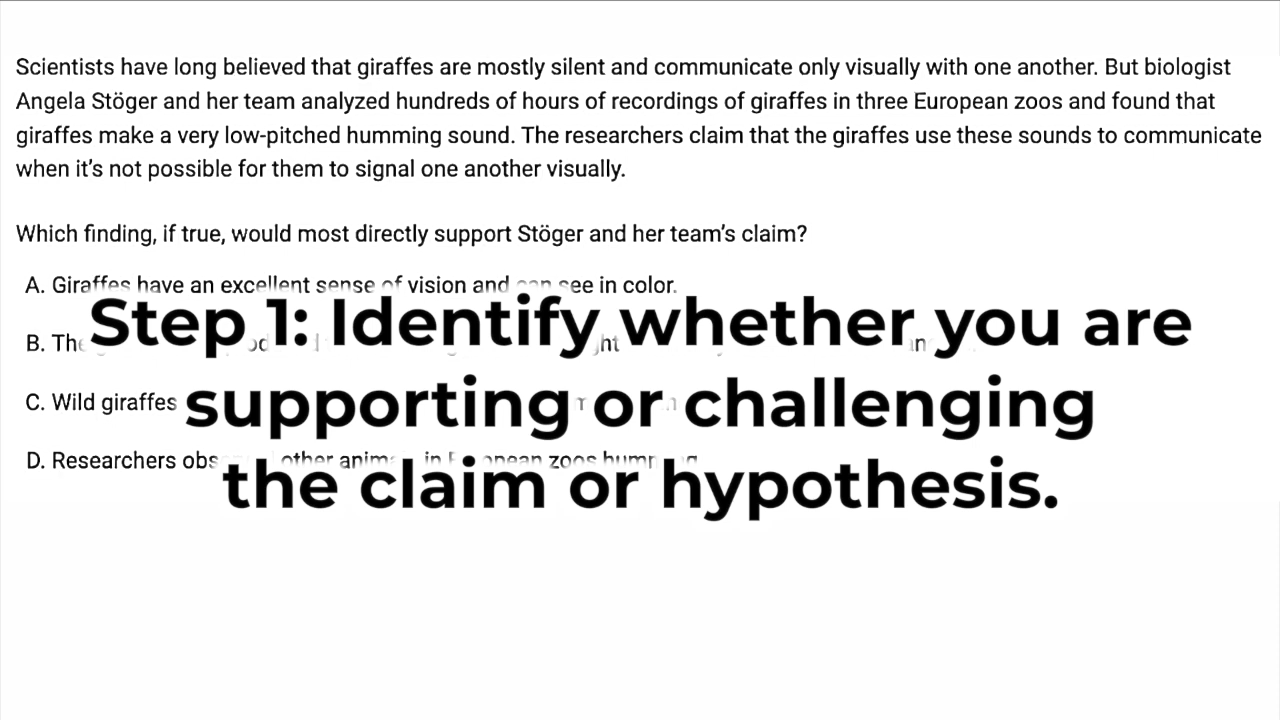 Scientists have long believed that giraffes are mostly silent and communicate only visually with one another. But biologist
Angela Stöger and her team analyzed hundreds of hours of recordings of giraffes in three European zoos and found that
giraffes make a very low-pitched humming sound. The researchers claim that the giraffes use these sounds to communicate
when it’s not possible for them to signal one another visually.
Which finding, if true, would most directly support Stöger and her team’s claim?
A. Giraffes have an excellent sense of vision and can see in color.
Step 1: Identify whether you are
B.
supporting or challenging
C. Wild giraffes
the claim or hypothesis.
D. Researchers other in European zoos humming